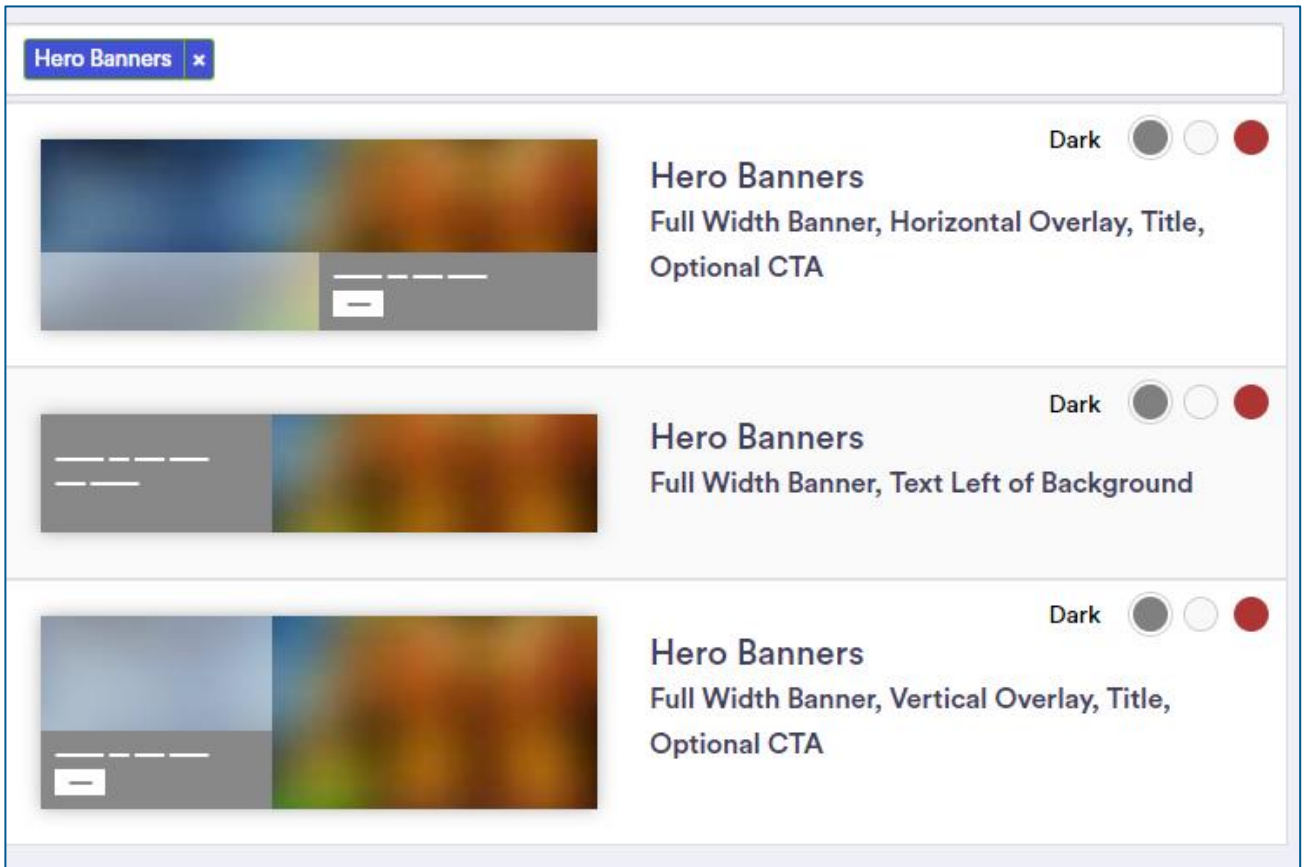 Hero Banners ×
Dark
Hero Banners
Full Width Banner, Horizontal Overlay, Title,
Optional CTA
Dark
Hero Banners
Full Width Banner, Text Left of Background
Dark
Hero Banners
Full Width Banner, Vertical Overlay, Title,
Optional CTA